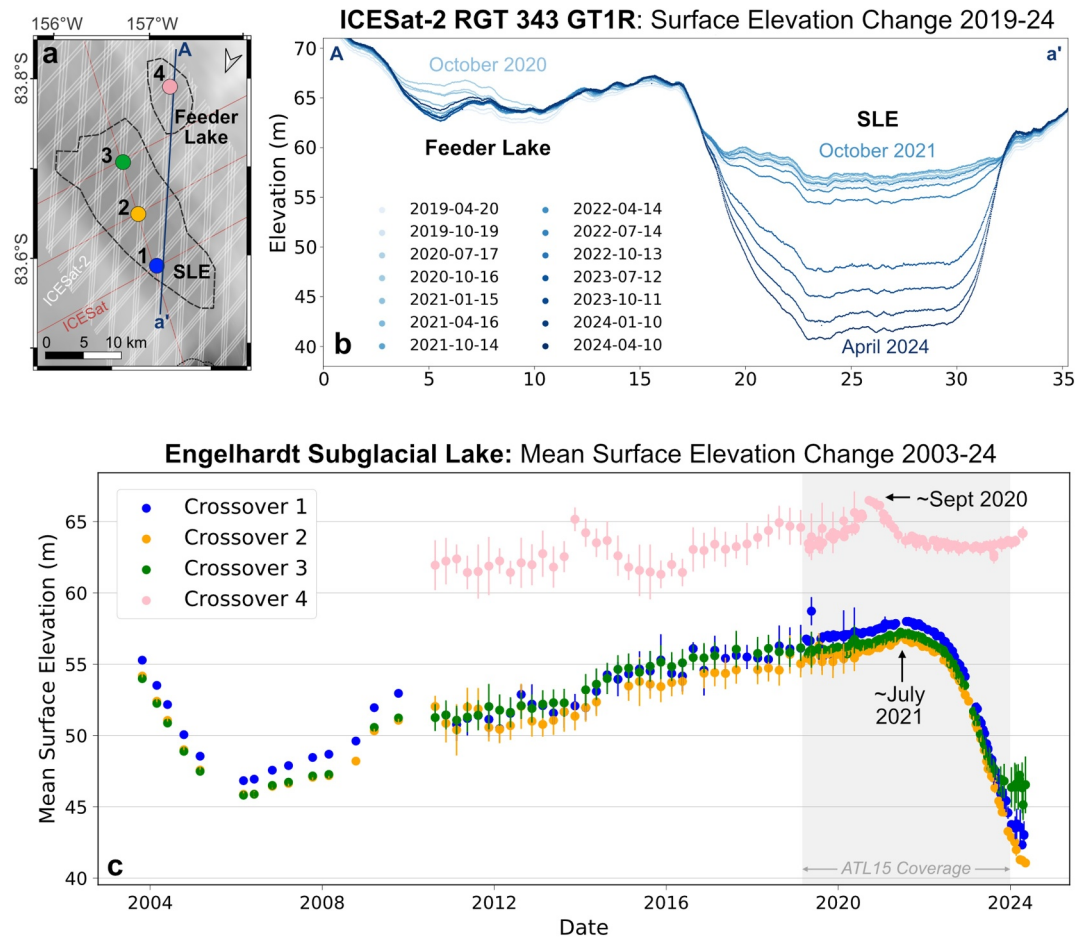 ICESat-2 RGT 343 GT1R: Surface Elevation Change 2019-24
156°W 157°W
a
A
4
Feeder
Lake
3
2
1
SLE
a'
ICESat-2
ICESat
0 5 10 km
83.8°S
83.6°S
A
a'
October 2020
Feeder Lake
SLE
October 2021
2019-04-20 2022-04-14
2019-10-19 2022-07-14
2020-07-17 2022-10-13
2020-10-16 2023-07-12
2021-01-15 2023-10-11
2021-04-16 2024-01-10
2021-10-14 2024-04-10
April 2024
b
Elevation (m)
70
65
60
55
50
45
40
0 5 10 15 20 25 30 35
Engelhardt Subglacial Lake: Mean Surface Elevation Change 2003-24
Crossover 1
Crossover 2
Crossover 3
Crossover 4
~Sept 2020
~July
2021
ATL15 Coverage
c
Mean Surface Elevation (m)
65
60
55
50
45
40
2004 2008 2012 2016 2020 2024
Date